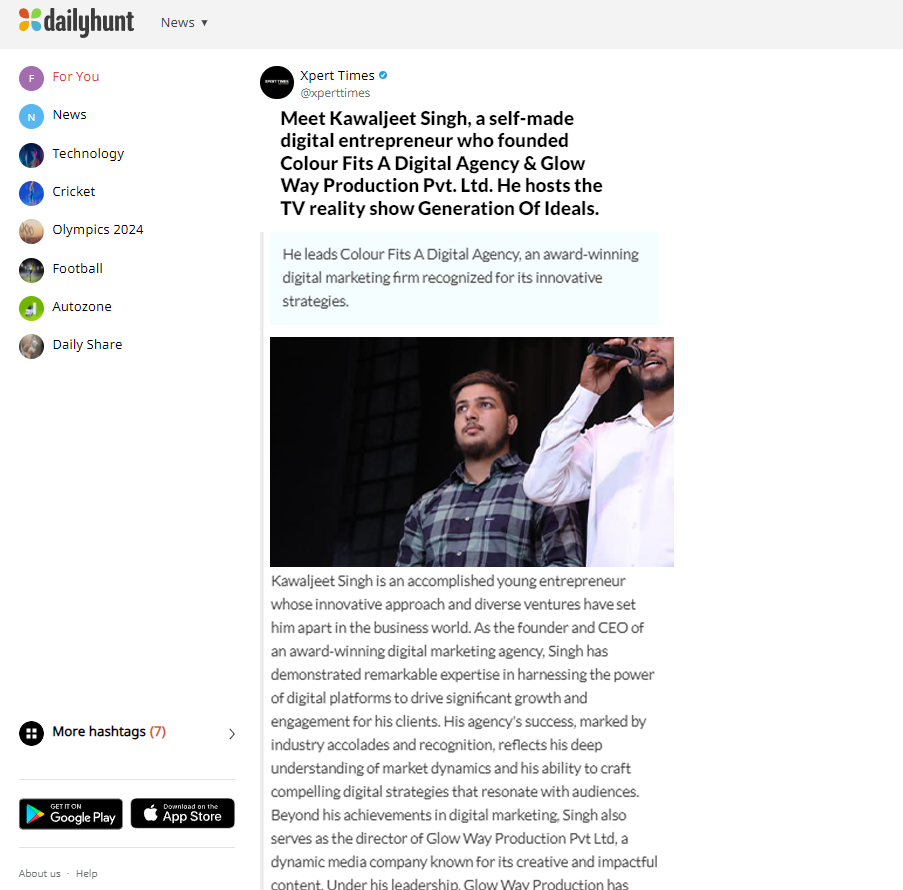 dailyhunt
News ▼
F
For You
N
News
Technology
Cricket
Olympics 2024
Football
Autozone
Daily Share
More hashtags (7)
GET IT ON
Google Play
Download on the
App Store
About us · Help
XPERT TIMES
Xpert Times
@xperttimes
Meet Kawaljeet Singh, a self-made
digital entrepreneur who founded
Colour Fits A Digital Agency & Glow
Way Production Pvt. Ltd. He hosts the
TV reality show Generation Of Ideals.
He leads Colour Fits A Digital Agency, an award-winning
digital marketing firm recognized for its innovative
strategies.
Kawaljeet Singh is an accomplished young entrepreneur
whose innovative approach and diverse ventures have set
him apart in the business world. As the founder and CEO of
an award-winning digital marketing agency, Singh has
demonstrated remarkable expertise in harnessing the power
of digital platforms to drive significant growth and
engagement for his clients. His agency's success, marked by
industry accolades and recognition, reflects his deep
understanding of market dynamics and his ability to craft
compelling digital strategies that resonate with audiences.
Beyond his achievements in digital marketing, Singh also
serves as the director of Glow Way Production Pvt Ltd, a
dynamic media company known for its creative and impactful
content. Under his leadership, Glow Way Production has